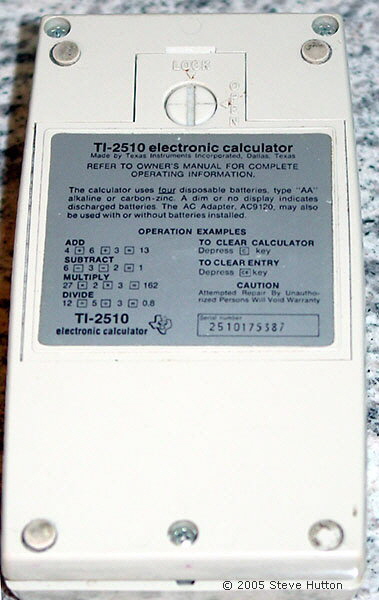 LOCK
OPEN
TI-2510 electronic calculator
Made by Texas Instruments Incorporated, Dallas, Texas
REFER TO OWNER'S MANUAL FOR COMPLETE
OPERATING INFORMATION.
The calculator uses four disposable batteries, type "AA"
alkaline or carbon-zinc. A dim or no display indicates
discharged batteries. The AC Adapter, AC9120, may also
be used with or without batteries installed.
OPERATION EXAMPLES
ADD
4 + 6 + 3 = 13
SUBTRACT
6 - 3 - 2 = 1
MULTIPLY
27 × 2 × 3 = 162
DIVIDE
12 ÷ 5 ÷ 3 = 0.8
TO CLEAR CALCULATOR
Depress C key
TO CLEAR ENTRY
Depress CE key
CAUTION
Attempted Repair By Unautho-
rized Persons Will Void Warranty
TI-2510
electronic calculator
Serial number
2510175387
© 2005 Steve Hutton